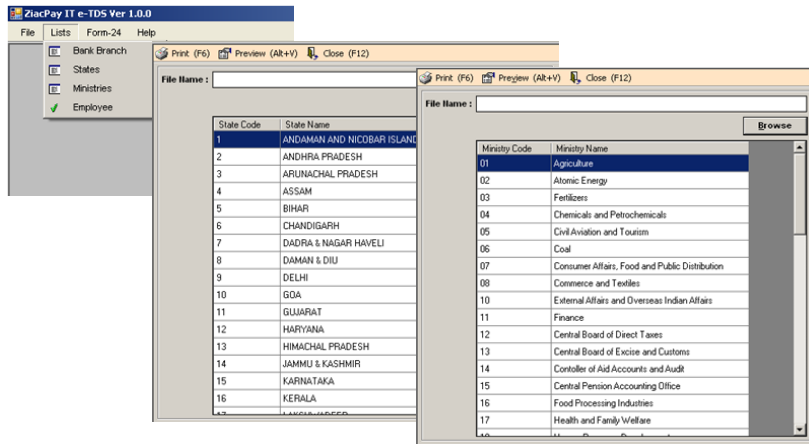 ZiacPay IT e-TDS Ver 1.0.0
File Lists Form-24 Help
Bank Branch
States
Ministries
Employee
Print (F6) Preview (Alt+V) Close (F12)
File Name :
State Code State Name
1 ANDAMAN AND NICOBAR ISLAND
2 ANDHRA PRADESH
3 ARUNACHAL PRADESH
4 ASSAM
5 BIHAR
6 CHANDIGARH
7 DADRA & NAGAR HAVELI
8 DAMAN & DIU
9 DELHI
10 GOA
11 GUJARAT
12 HARYANA
13 HIMACHAL PRADESH
14 JAMMU & KASHMIR
15 KARNATAKA
16 KERALA
Print (F6) Preview (Alt+V) Close (F12)
File Name :
Browse
Ministry Code Ministry Name
01 Agriculture
02 Atomic Energy
03 Fertilizers
04 Chemicals and Petrochemicals
05 Civil Aviation and Tourism
06 Coal
07 Consumer Affairs, Food and Public Distribution
08 Commerce and Textiles
10 External Affairs and Overseas Indian Affairs
11 Finance
12 Central Board of Direct Taxes
13 Central Board of Excise and Customs
14 Contoller of Aid Accounts and Audit
15 Central Pension Accounting Office
16 Food Processing Industries
17 Health and Family Welfare